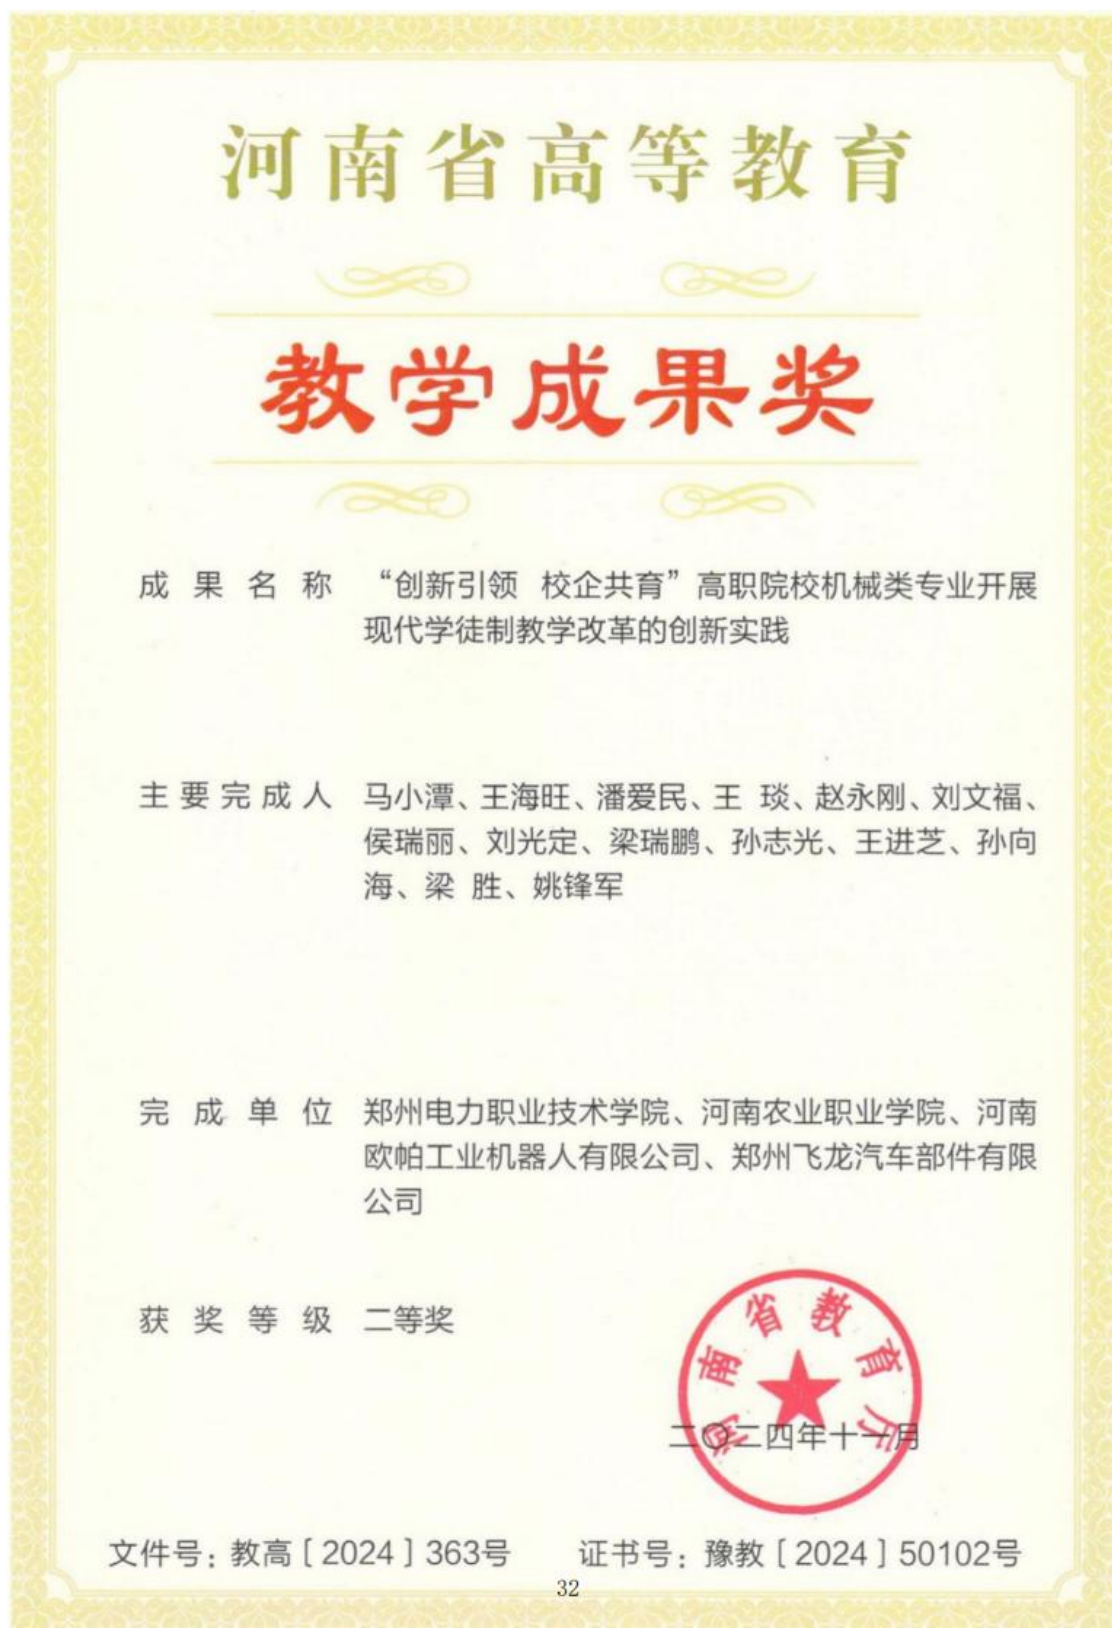 河南省高等教育
教学成果奖
成果名称 “创新引领 校企共育”高职院校机械类专业开展
现代学徒制教学改革的创新实践
主要完成人 马小潭、王海旺、潘爱民、王 琰、赵永刚、刘文福、
侯瑞丽、刘光定、梁瑞鹏、孙志光、王进芝、孙向
海、梁 胜、姚锋军
完成单位 郑州电力职业技术学院、河南农业职业学院、河南
欧帕工业机器人有限公司、郑州飞龙汽车部件有限
公司
获奖等级 二等奖
河南省教育厅
二〇二四年十一月
文件号：教高〔2024〕363号 证书号：豫教〔2024〕50102号
32